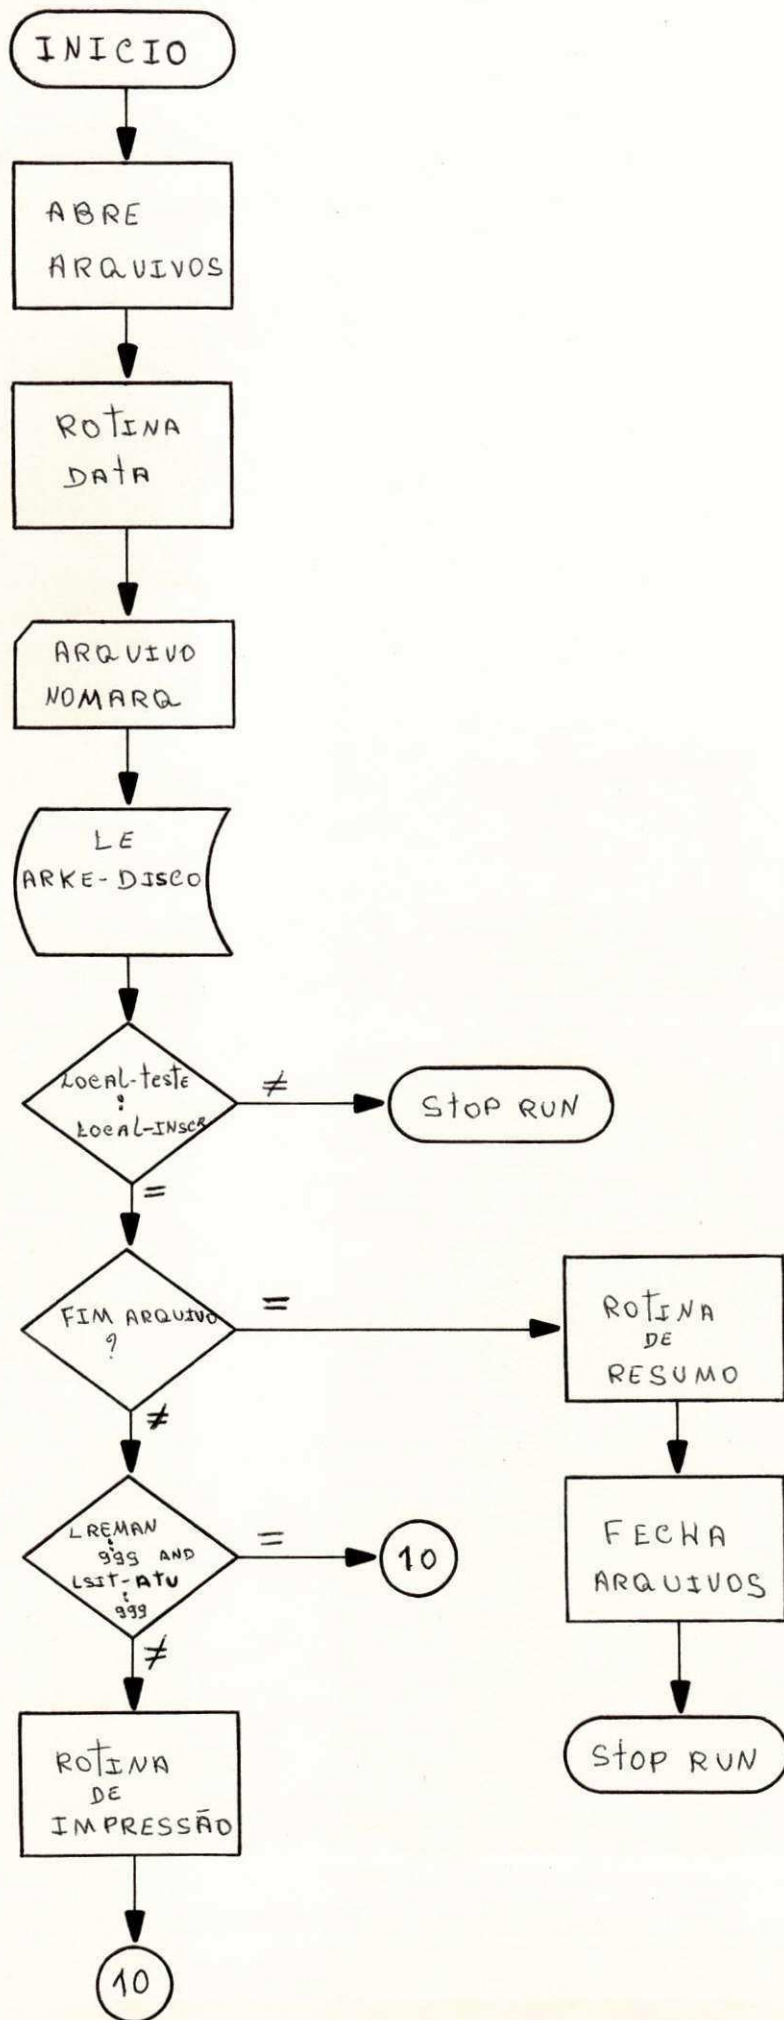 INICIO
ABRE
ARQUIVOS
ROTINA
DATA
ARQUIVO
NOMARQ
LE
ARKE-DISCO
LOCAL-TESTE
:
LOCAL-INSCR
≠
STOP RUN
=
FIM ARQUIVO
?
=
ROTINA
DE
RESUMO
≠
LREMAN
:
999 AND
LSIT-ATU
:
999
=
10
FECHA
ARQUIVOS
≠
ROTINA
DE
IMPRESSÃO
STOP RUN
10